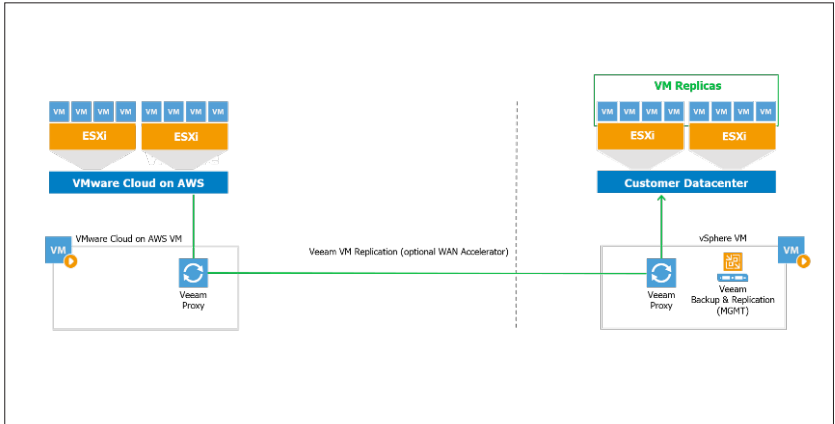 VM Replicas
VM VM VM VM VM VM VM VM
VM VM VM VM VM VM VM VM
ESXi ESXi
ESXi ESXi
VMware Cloud on AWS
Customer Datacenter
VMware Cloud on AWS VM
vSphere VM
VM
VM
Veeam VM Replication (optional WAN Accelerator)
Veeam
Proxy
Veeam
Proxy
Veeam
Backup & Replication
(MGMT)